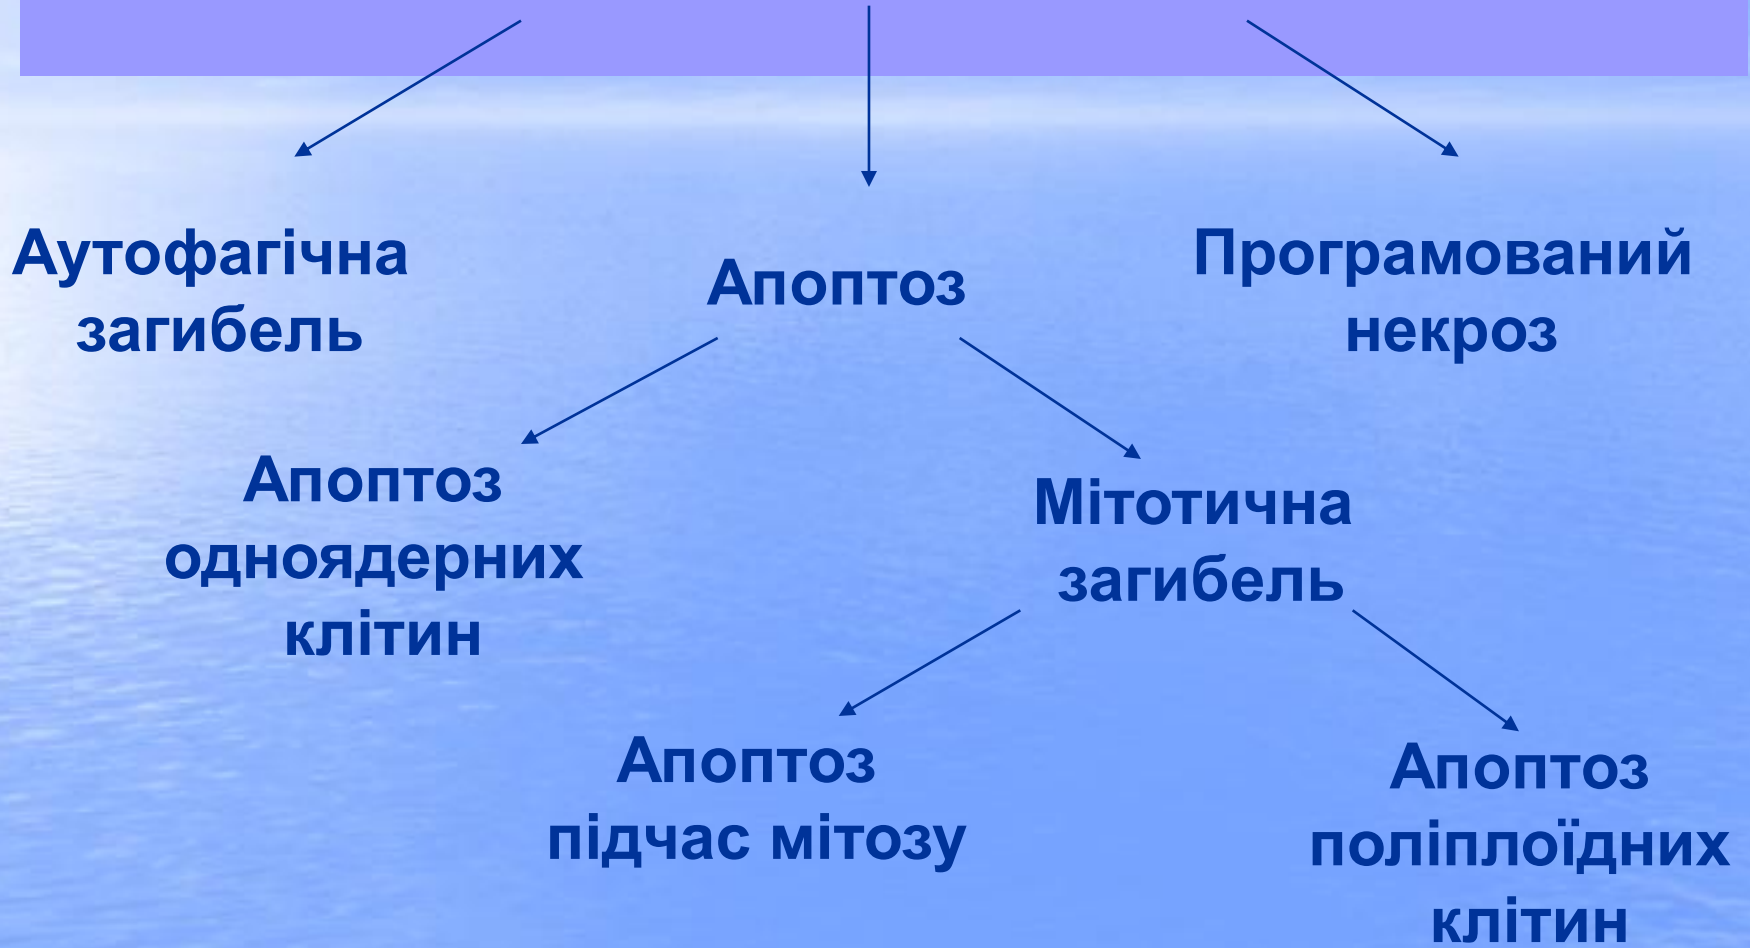 Аутофагічна
загибель
Апоптоз
Програмований
некроз
Апоптоз
одноядерних
клітин
Мітотична
загибель
Апоптоз
підчас мітозу
Апоптоз
поліплоїдних
клітин